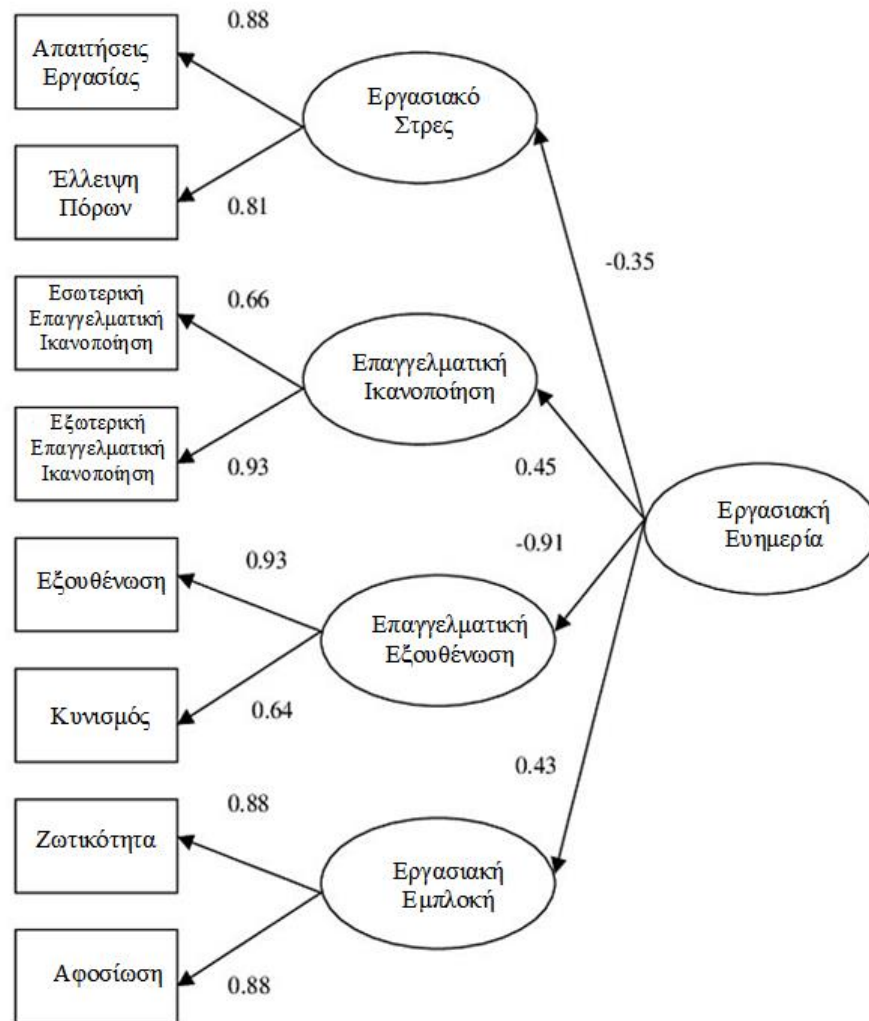 0.88
Απαιτήσεις
Εργασίας
Εργασιακό
Στρες
Έλλειψη
Πόρων
0.81
-0.35
Εσωτερική
Επαγγελματική
Ικανοποίηση
0.66
Επαγγελματική
Ικανοποίηση
Εξωτερική
Επαγγελματική
Ικανοποίηση
0.93
0.45
Εργασιακή
Ευημερία
-0.91
Εξουθένωση
0.93
Επαγγελματική
Εξουθένωση
Κυνισμός
0.64
0.43
0.88
Ζωτικότητα
Εργασιακή
Εμπλοκή
Αφοσίωση
0.88